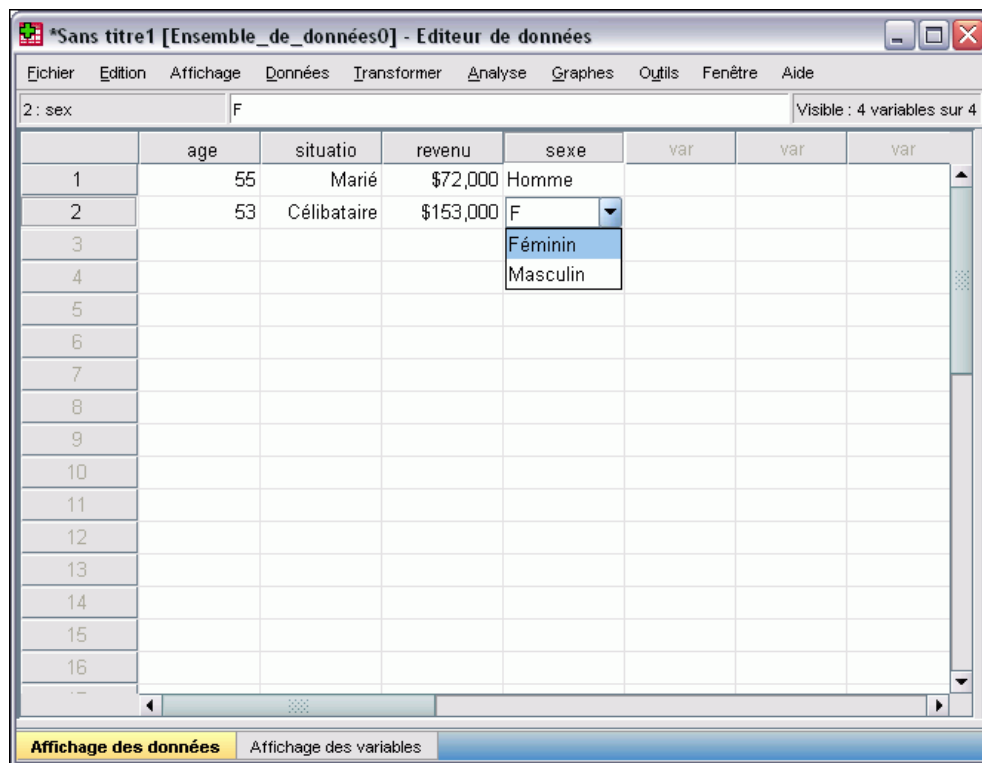 *Sans titre1 [Ensemble_de_données0] - Editeur de données
Fichier Edition Affichage Données Transformer Analyse Graphes Outils Fenêtre Aide
2 : sex F Visible : 4 variables sur 4
age situatio revenu sexe var var var
1 55 Marié $72,000 Homme
2 53 Célibataire $153,000 F
3 Féminin
4 Masculin
5
6
7
8
9
10
11
12
13
14
15
16
Affichage des données Affichage des variables